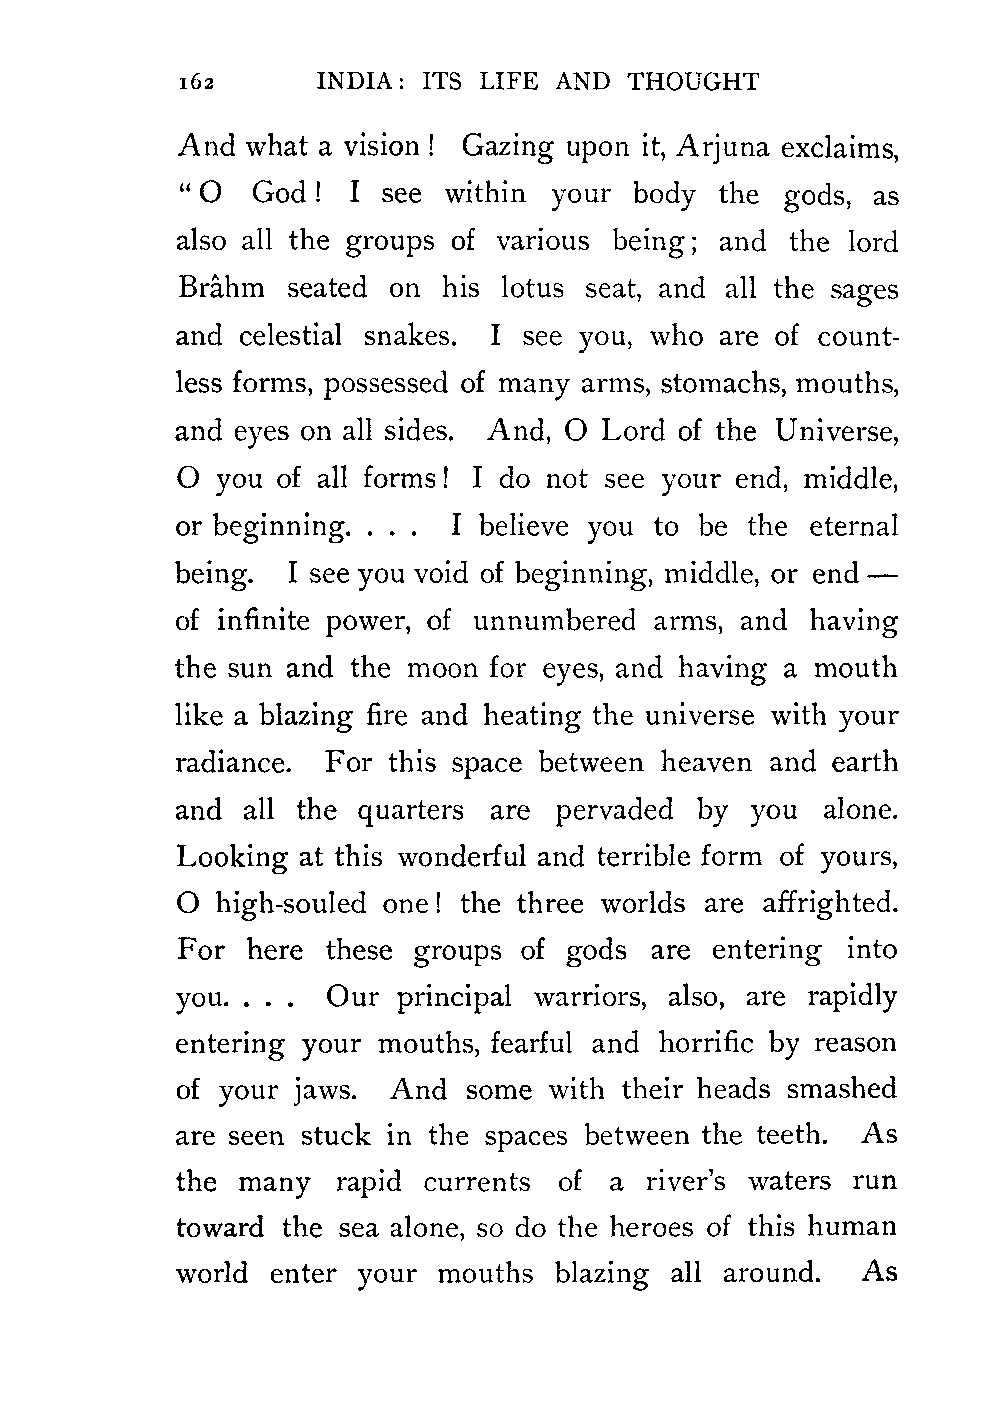 162 INDIA: ITS LIFE AND THOUGHT
And what a vision! Gazing upon it, Arjuna exclaims,
"O God! I see within your body the gods, as
also all the groups of various being; and the lord
Brâhm seated on his lotus seat, and all the sages
and celestial snakes. I see you, who are of count-
less forms, possessed of many arms, stomachs, mouths,
and eyes on all sides. And, O Lord of the Universe,
O you of all forms! I do not see your end, middle,
or beginning. . . . I believe you to be the eternal
being. I see you void of beginning, middle, or end —
of infinite power, of unnumbered arms, and having
the sun and the moon for eyes, and having a mouth
like a blazing fire and heating the universe with your
radiance. For this space between heaven and earth
and all the quarters are pervaded by you alone.
Looking at this wonderful and terrible form of yours,
O high-souled one! the three worlds are affrighted.
For here these groups of gods are entering into
you. . . . Our principal warriors, also, are rapidly
entering your mouths, fearful and horrific by reason
of your jaws. And some with their heads smashed
are seen stuck in the spaces between the teeth. As
the many rapid currents of a river's waters run
toward the sea alone, so do the heroes of this human
world enter your mouths blazing all around. As